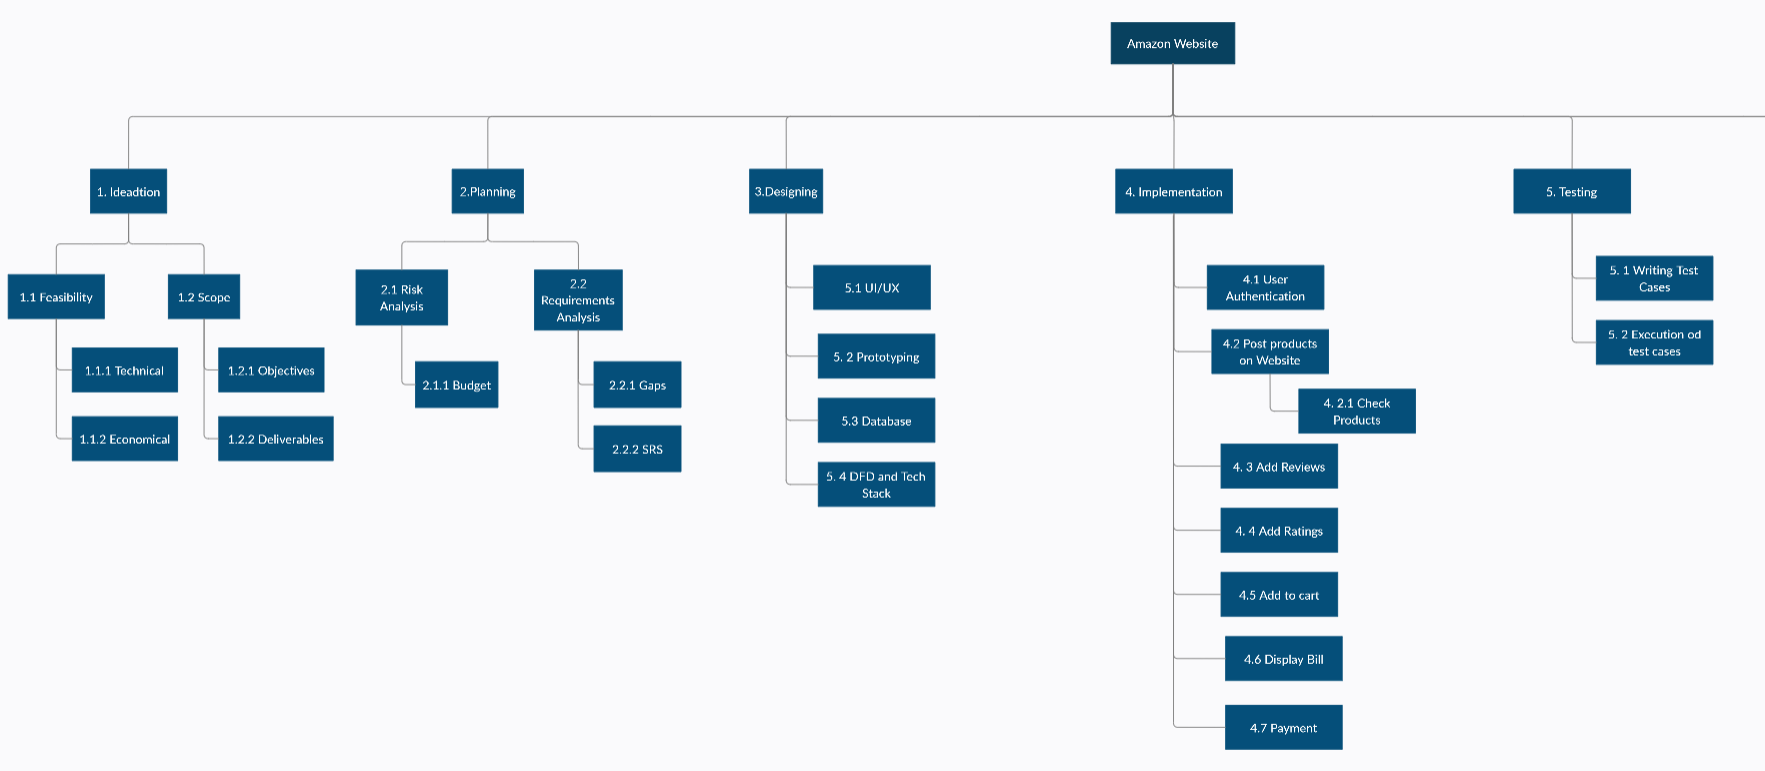 Amazon Website
1. Ideadtion
2.Planning
3.Designing
4. Implementation
5. Testing
1.1 Feasibility
1.2 Scope
1.1.1 Technical
1.1.2 Economical
1.2.1 Objectives
1.2.2 Deliverables
2.1 Risk
Analysis
2.2
Requirements
Analysis
2.1.1 Budget
2.2.1 Gaps
2.2.2 SRS
5.1 UI/UX
5. 2 Prototyping
5.3 Database
5. 4 DFD and Tech
Stack
4.1 User
Authentication
4.2 Post products
on Website
4. 2.1 Check
Products
4. 3 Add Reviews
4. 4 Add Ratings
4.5 Add to cart
4.6 Display Bill
4.7 Payment
5. 1 Writing Test
Cases
5. 2 Execution od
test cases